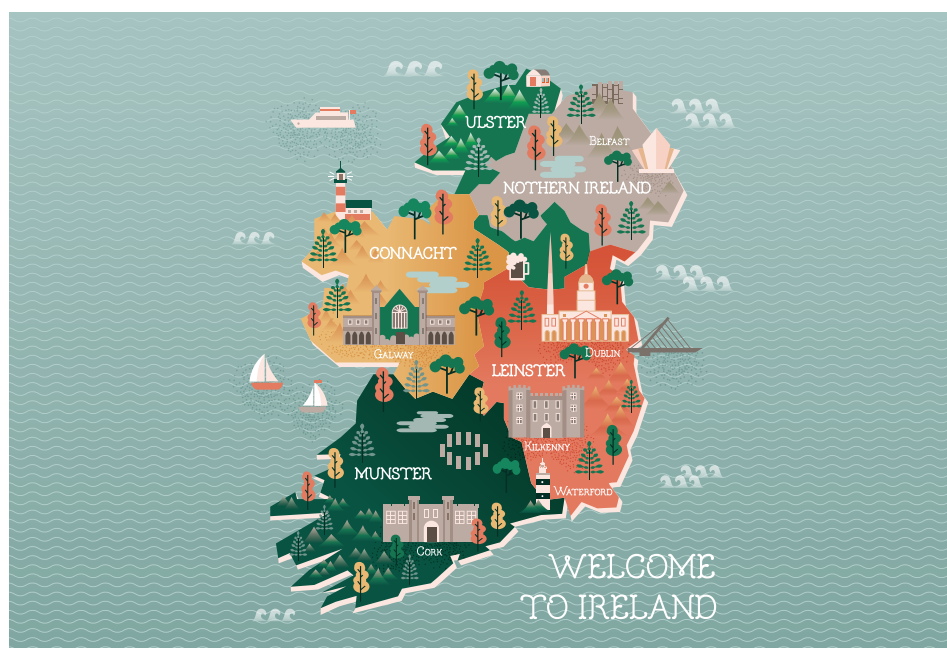 ULSTER
BELFAST
NOTHERN IRELAND
CONNACHT
GALWAY
DUBLIN
LEINSTER
KILKENNY
MUNSTER
WATERFORD
CORK
WELCOME
TO IRELAND